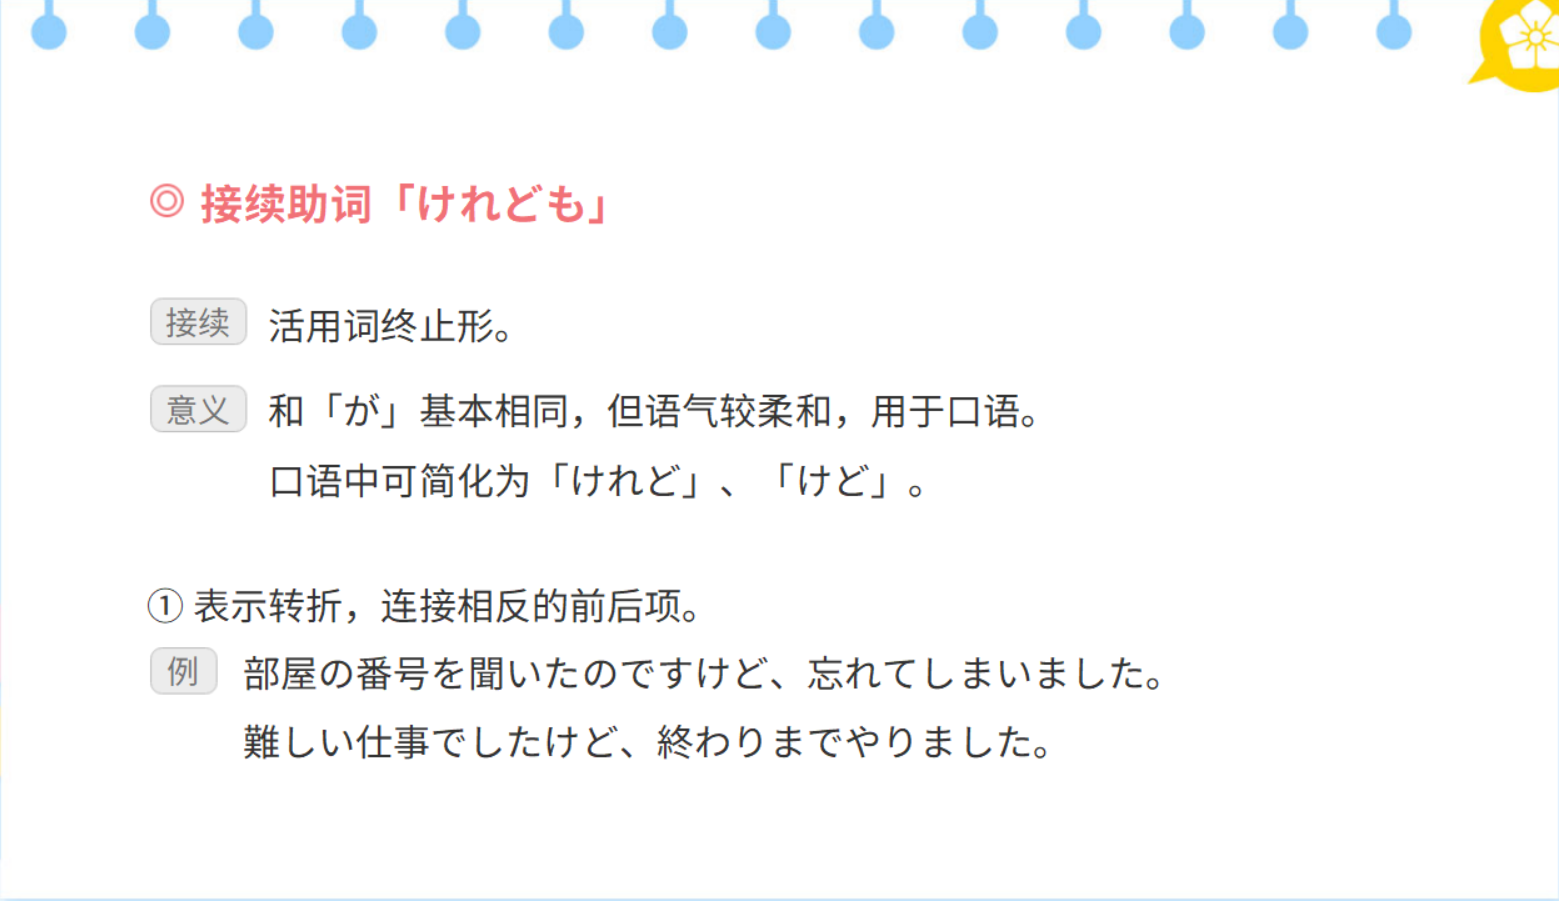 ◎ 接续助词「けれども」
接续 活用词终止形。
意义 和「が」基本相同，但语气较柔和，用于口语。
口语中可简化为「けれど」、「けど」。
① 表示转折，连接相反的前后项。
例 部屋の番号を聞いたのですけど、忘れてしまいました。
難しい仕事でしたけど、終わりまでやりました。